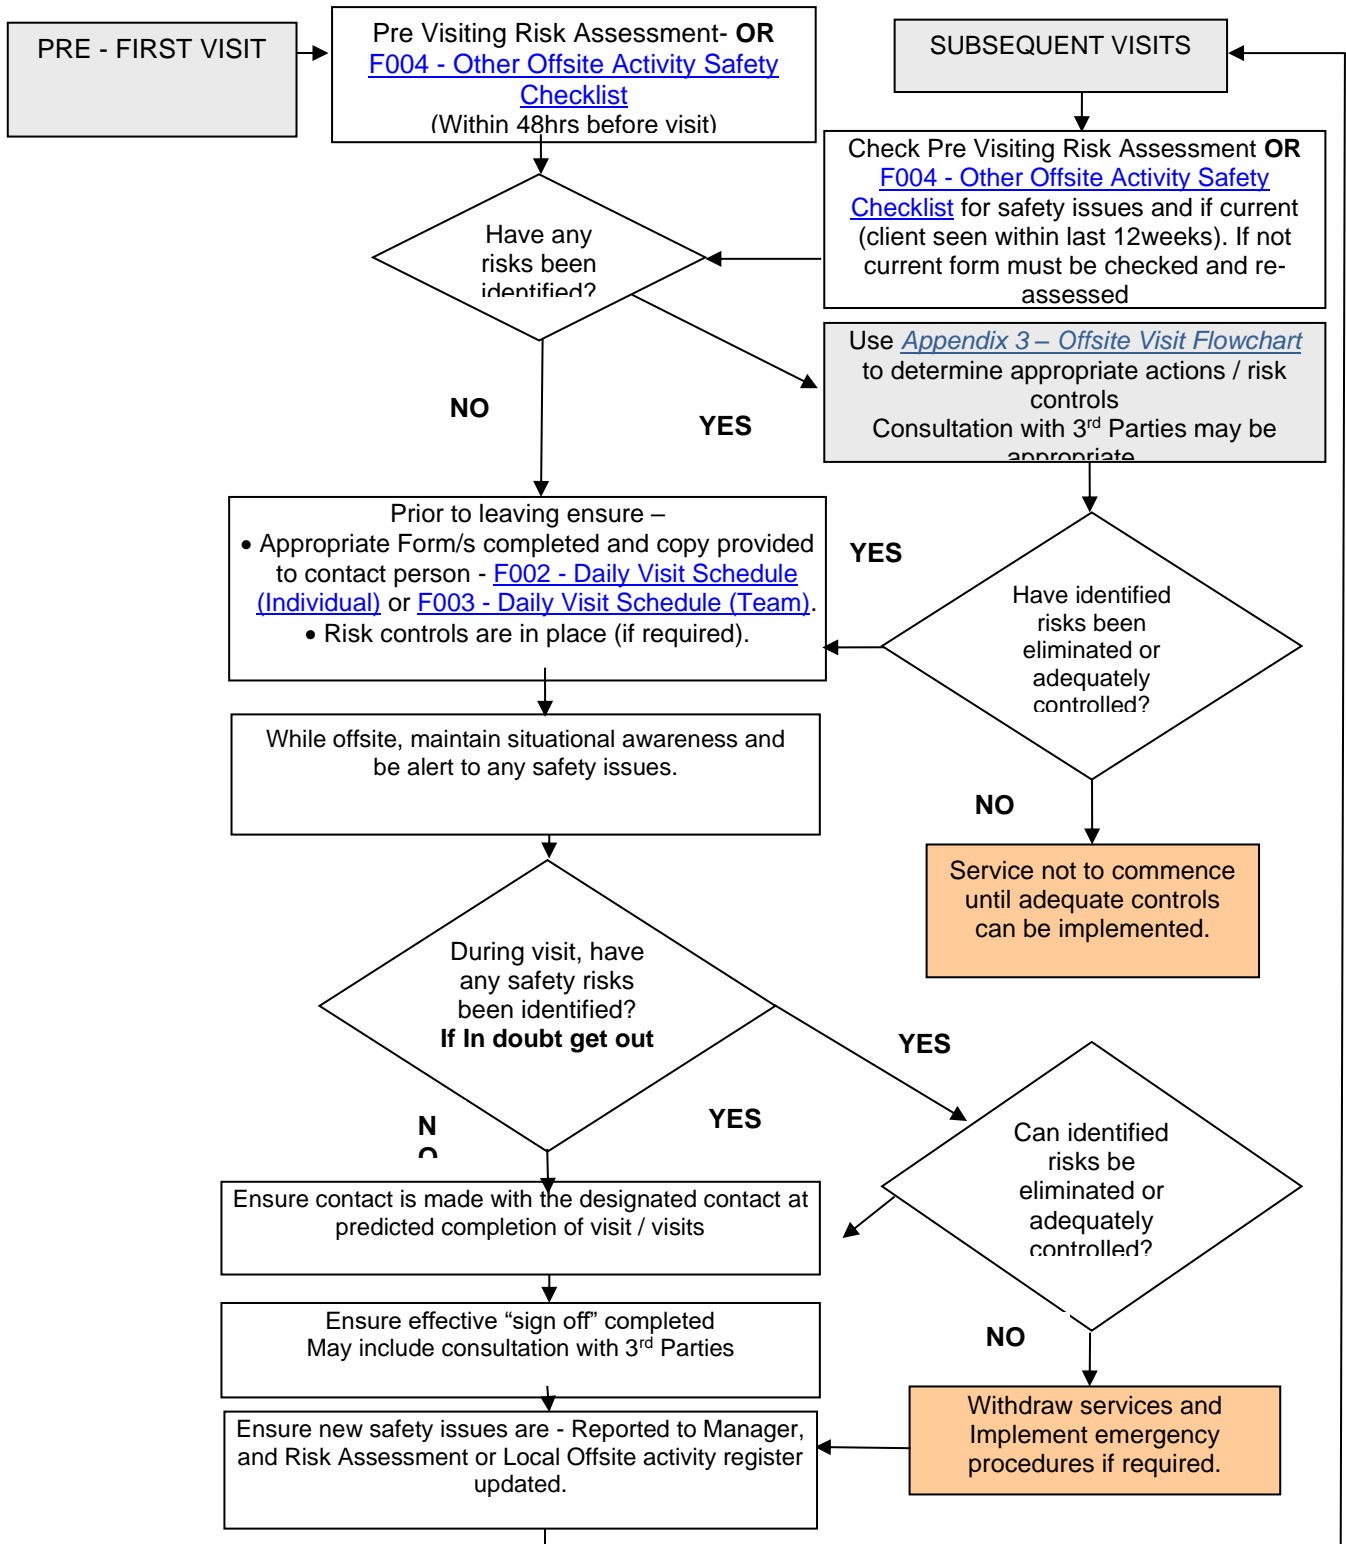 PRE - FIRST VISIT
Pre Visiting Risk Assessment- OR
F004 - Other Offsite Activity Safety
Checklist
(Within 48hrs before visit)
SUBSEQUENT VISITS
Check Pre Visiting Risk Assessment OR
F004 - Other Offsite Activity Safety
Checklist for safety issues and if current
(client seen within last 12weeks). If not
current form must be checked and re-
assessed
Have any
risks been
identified?
Use Appendix 3 – Offsite Visit Flowchart
to determine appropriate actions / risk
controls
Consultation with 3rd Parties may be
appropriate
NO
YES
Prior to leaving ensure –
• Appropriate Form/s completed and copy provided
to contact person - F002 - Daily Visit Schedule
(Individual) or F003 - Daily Visit Schedule (Team).
• Risk controls are in place (if required).
YES
Have identified
risks been
eliminated or
adequately
controlled?
While offsite, maintain situational awareness and
be alert to any safety issues.
NO
Service not to commence
until adequate controls
can be implemented.
During visit, have
any safety risks
been identified?
If In doubt get out
YES
N
O
YES
Can identified
risks be
eliminated or
adequately
controlled?
Ensure contact is made with the designated contact at
predicted completion of visit / visits
Ensure effective “sign off” completed
May include consultation with 3rd Parties
NO
Withdraw services and
Implement emergency
procedures if required.
Ensure new safety issues are - Reported to Manager,
and Risk Assessment or Local Offsite activity register
updated.